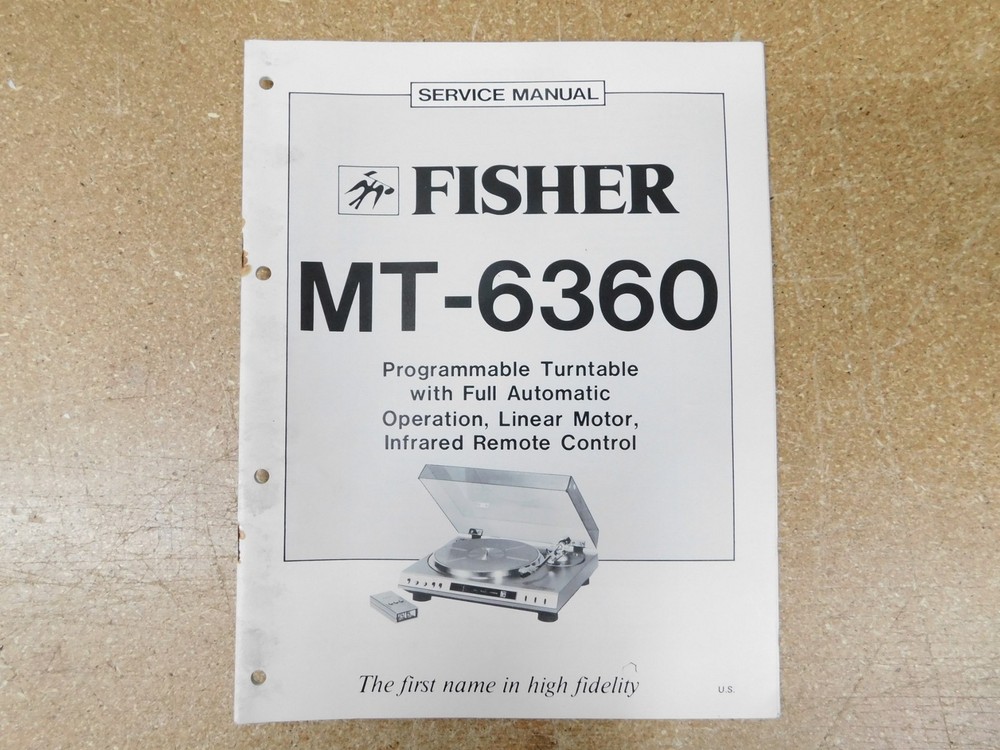 SERVICE MANUAL
FISHER
MT-6360
Programmable Turntable
with Full Automatic
Operation, Linear Motor,
Infrared Remote Control
The first name in high fidelity
U.S.